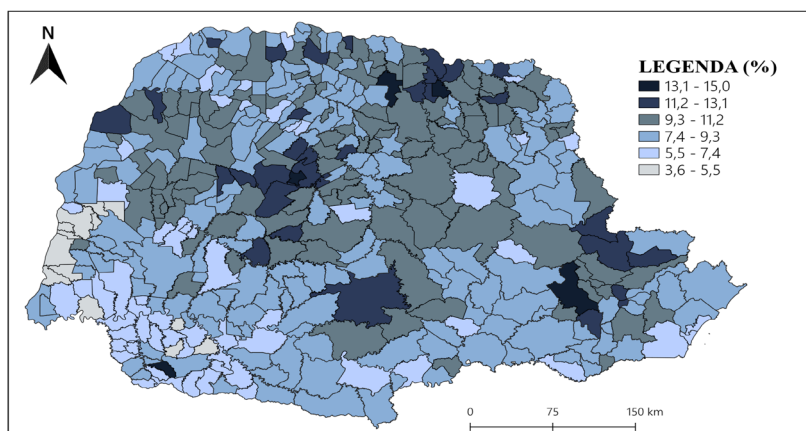 N
LEGENDA (%)
13,1 - 15,0
11,2 - 13,1
9,3 - 11,2
7,4 - 9,3
5,5 - 7,4
3,6 - 5,5
0 75 150 km